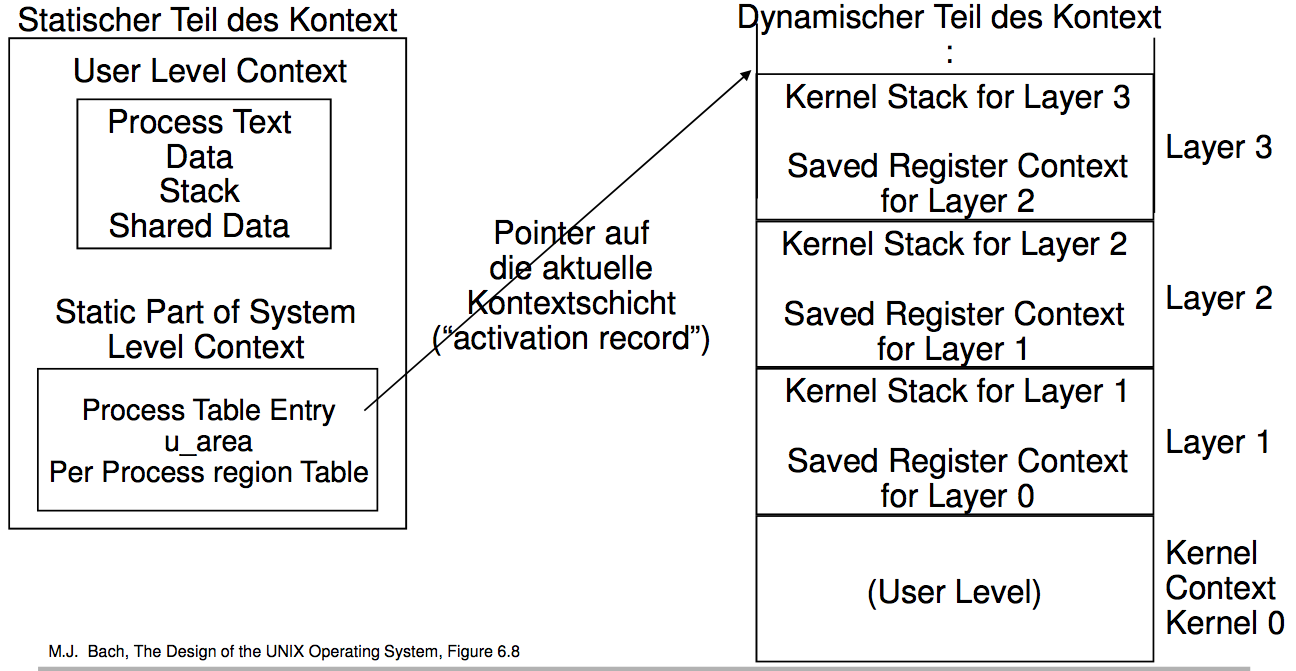 Statischer Teil des Kontext
User Level Context
Process Text
Data
Stack
Shared Data
Static Part of System
Level Context
Process Table Entry
u_area
Per Process region Table
Pointer auf
die aktuelle
Kontextschicht
(“activation record”)
Dynamischer Teil des Kontext
:
Kernel Stack for Layer 3
Saved Register Context
for Layer 2
Layer 3
Kernel Stack for Layer 2
Saved Register Context
for Layer 1
Layer 2
Kernel Stack for Layer 1
Saved Register Context
for Layer 0
Layer 1
(User Level)
Kernel
Context
Kernel 0
M.J. Bach, The Design of the UNIX Operating System, Figure 6.8